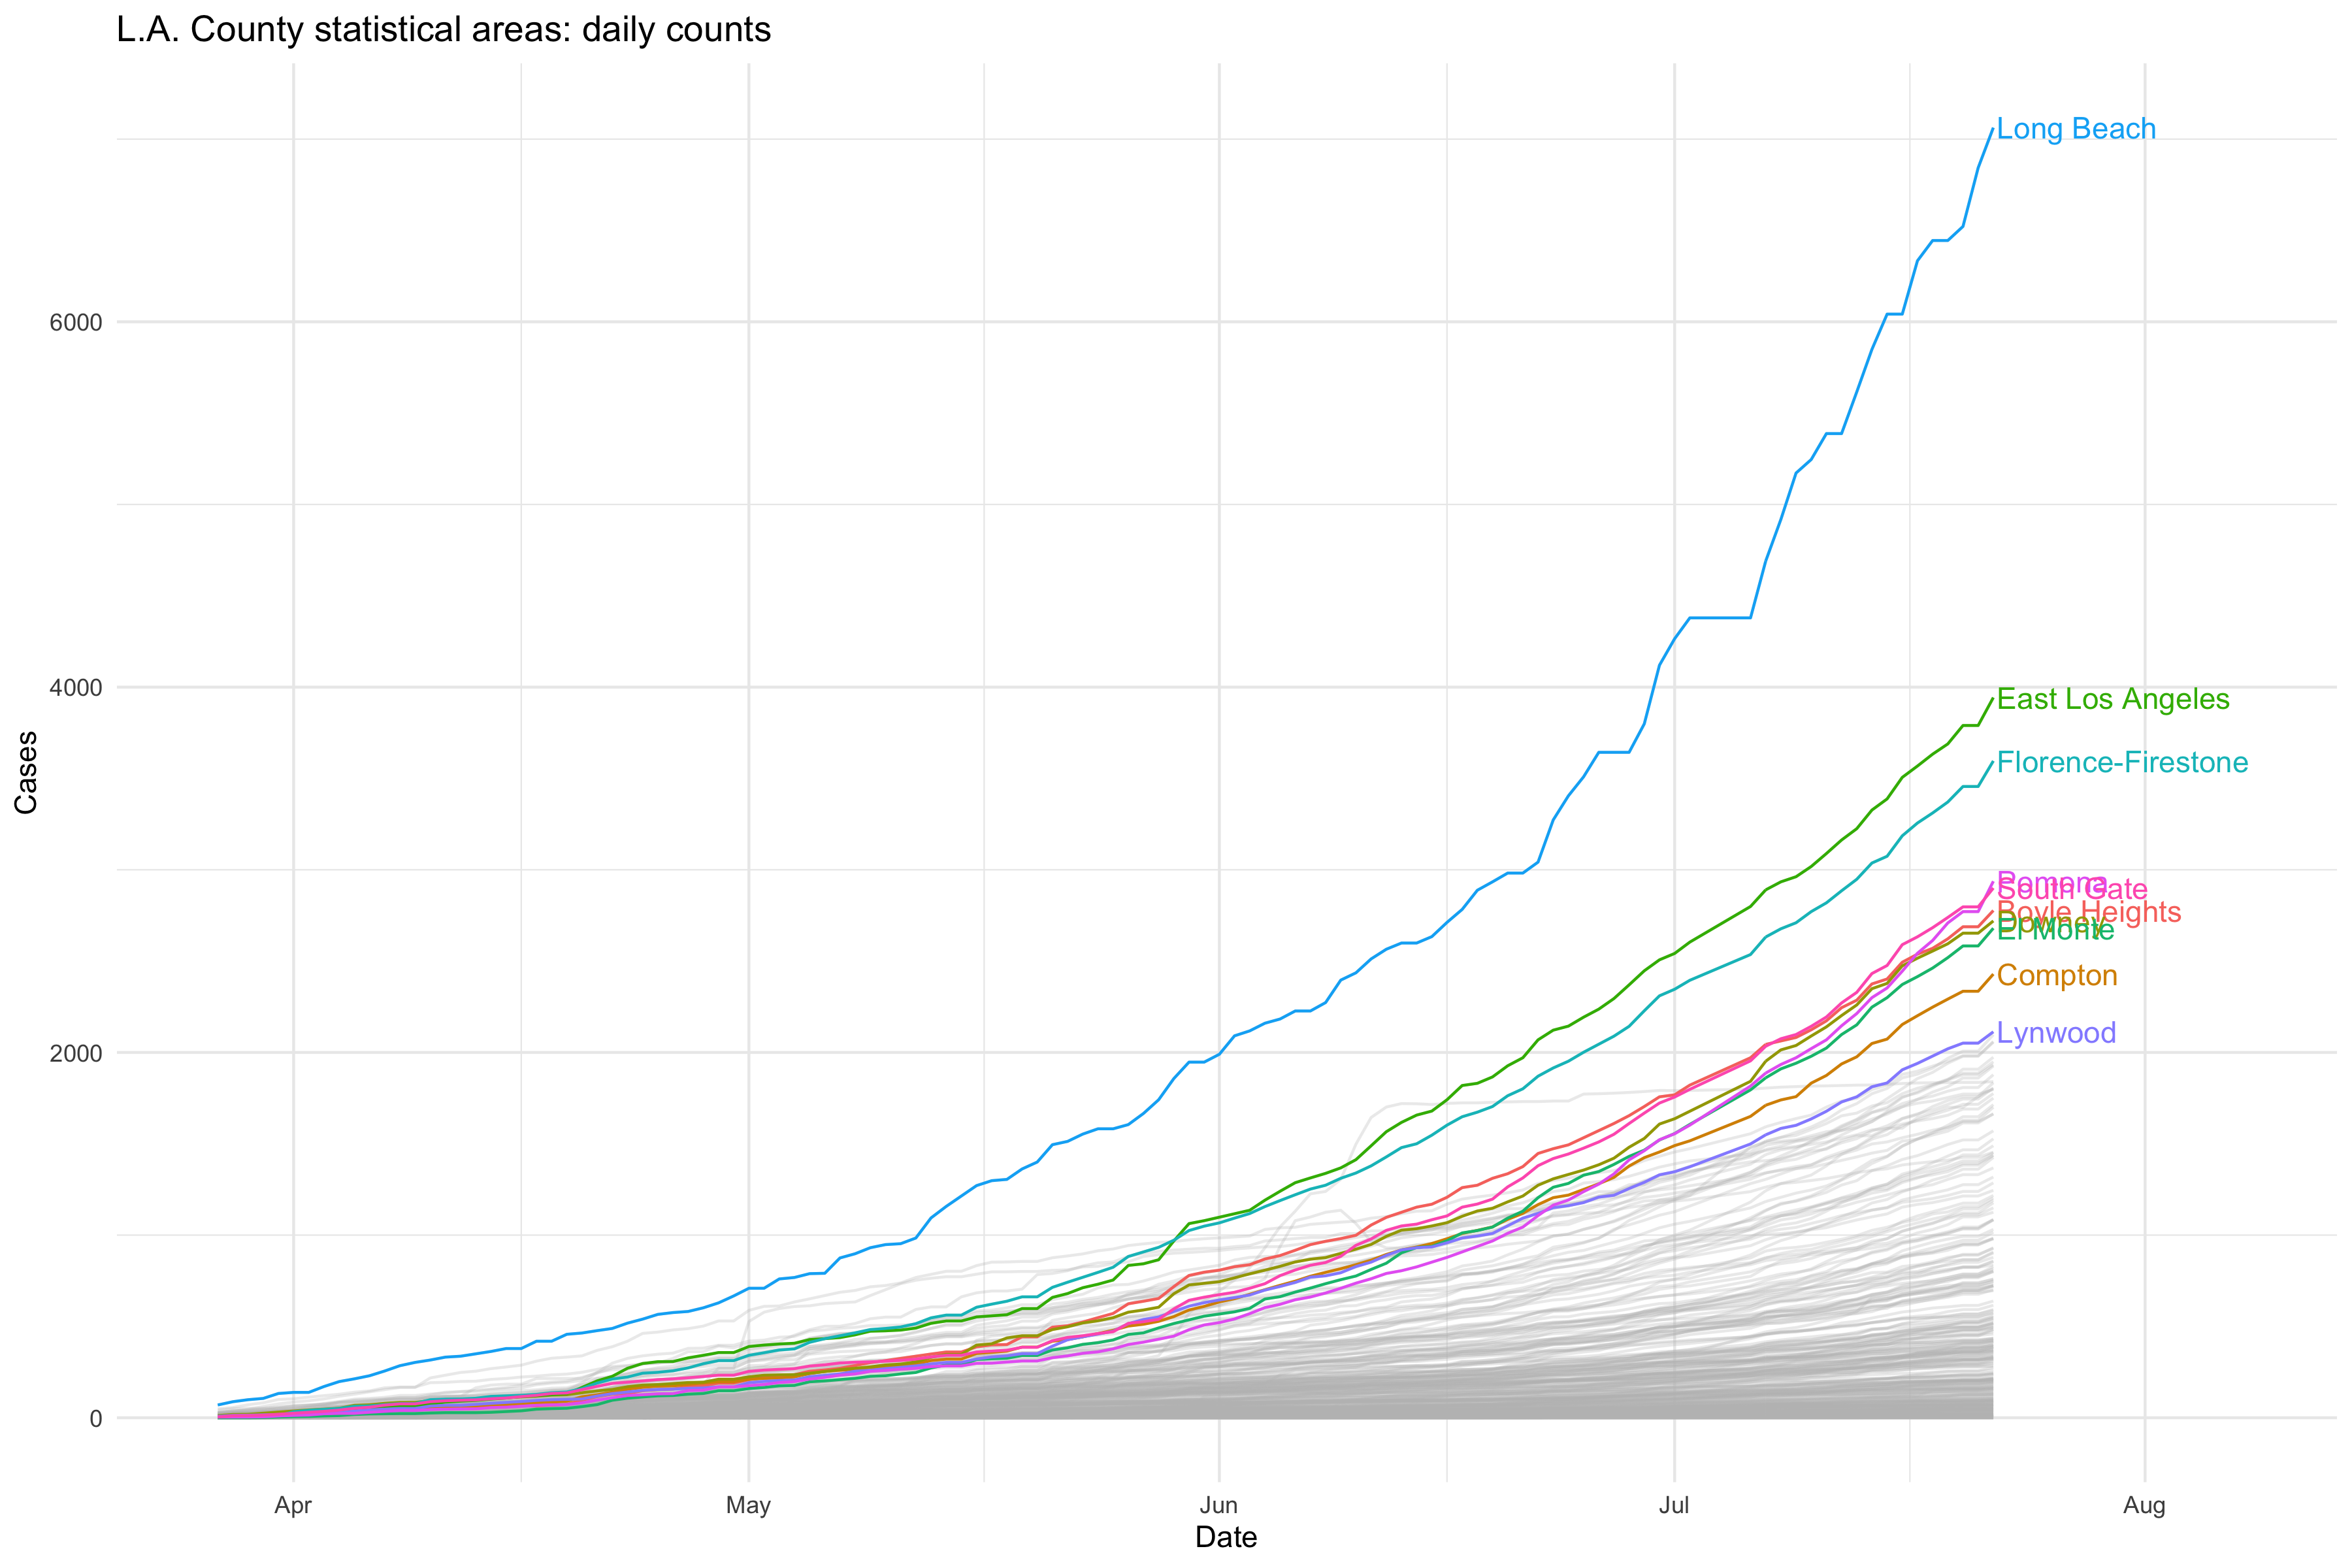 L.A. County statistical areas: daily counts
Long Beach
6000
4000
East Los Angeles
Florence-Firestone
Pomona
South Gate
Boyle Heights
Downey
El Monte
Compton
Lynwood
2000
0
Cases
Apr
May
Jun
Jul
Aug
Date